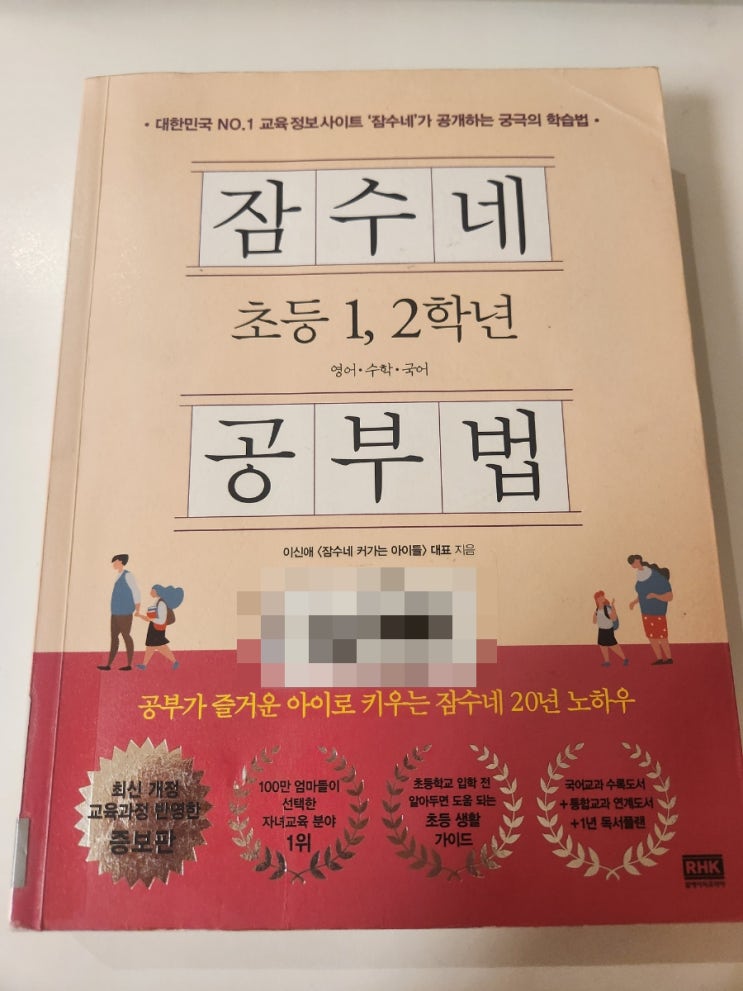 • 대한민국 NO.1 교육정보사이트 '잠수네'가 공개하는 궁극의 학습법 •
잠수네
초등 1, 2학년
영어•수학•국어
공부법
이신애 〈잠수네 커가는 아이들〉 대표 지음
공부가 즐거운 아이로 키우는 잠수네 20년 노하우
최신 개정
교육과정 반영한
증보판
100만 엄마들이
선택한
자녀교육 분야
1위
초등학교 입학 전
알아두면 도움 되는
초등 생활
가이드
국어교과 수록도서
+통합교과 연계도서
+1년 독서플랜
RHK
알에이치코리아